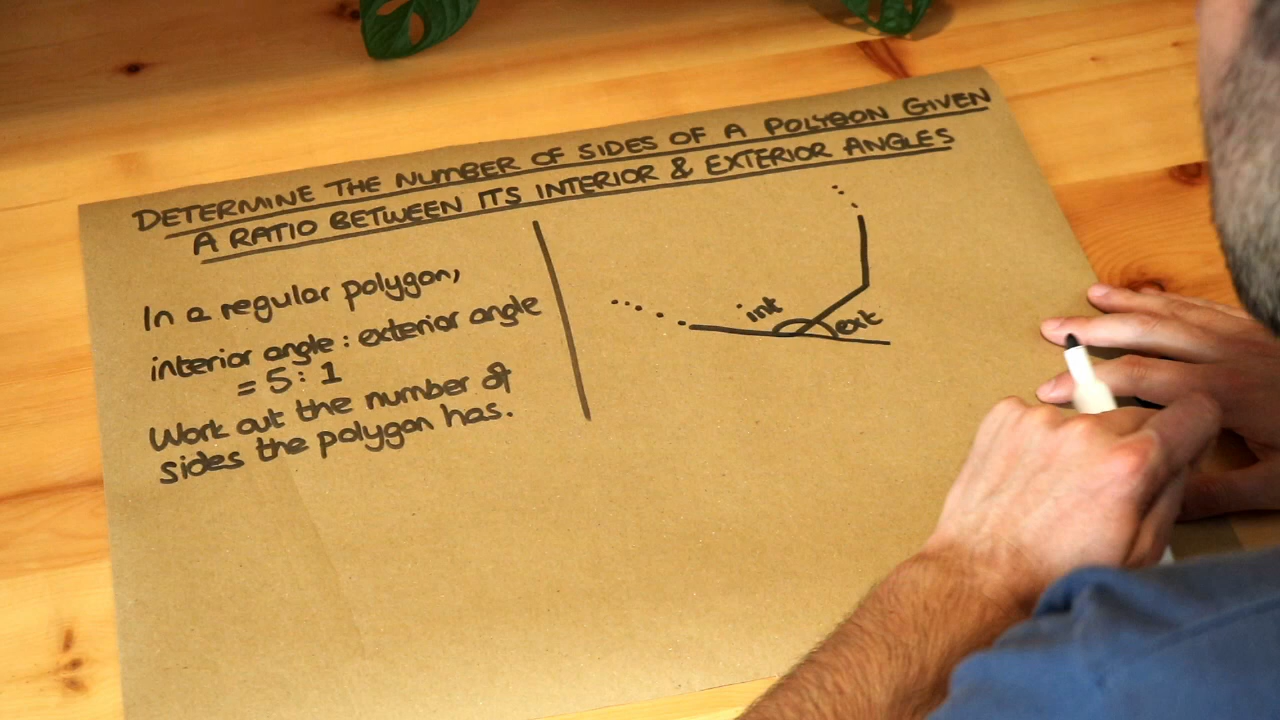 DETERMINE THE NUMBER OF SIDES OF A POLYGON GIVEN
A RATIO BETWEEN ITS INTERIOR & EXTERIOR ANGLES
In a regular polygon,
interior angle : exterior angle
= 5 : 1
Work out the number of
sides the polygon has.
int
ext